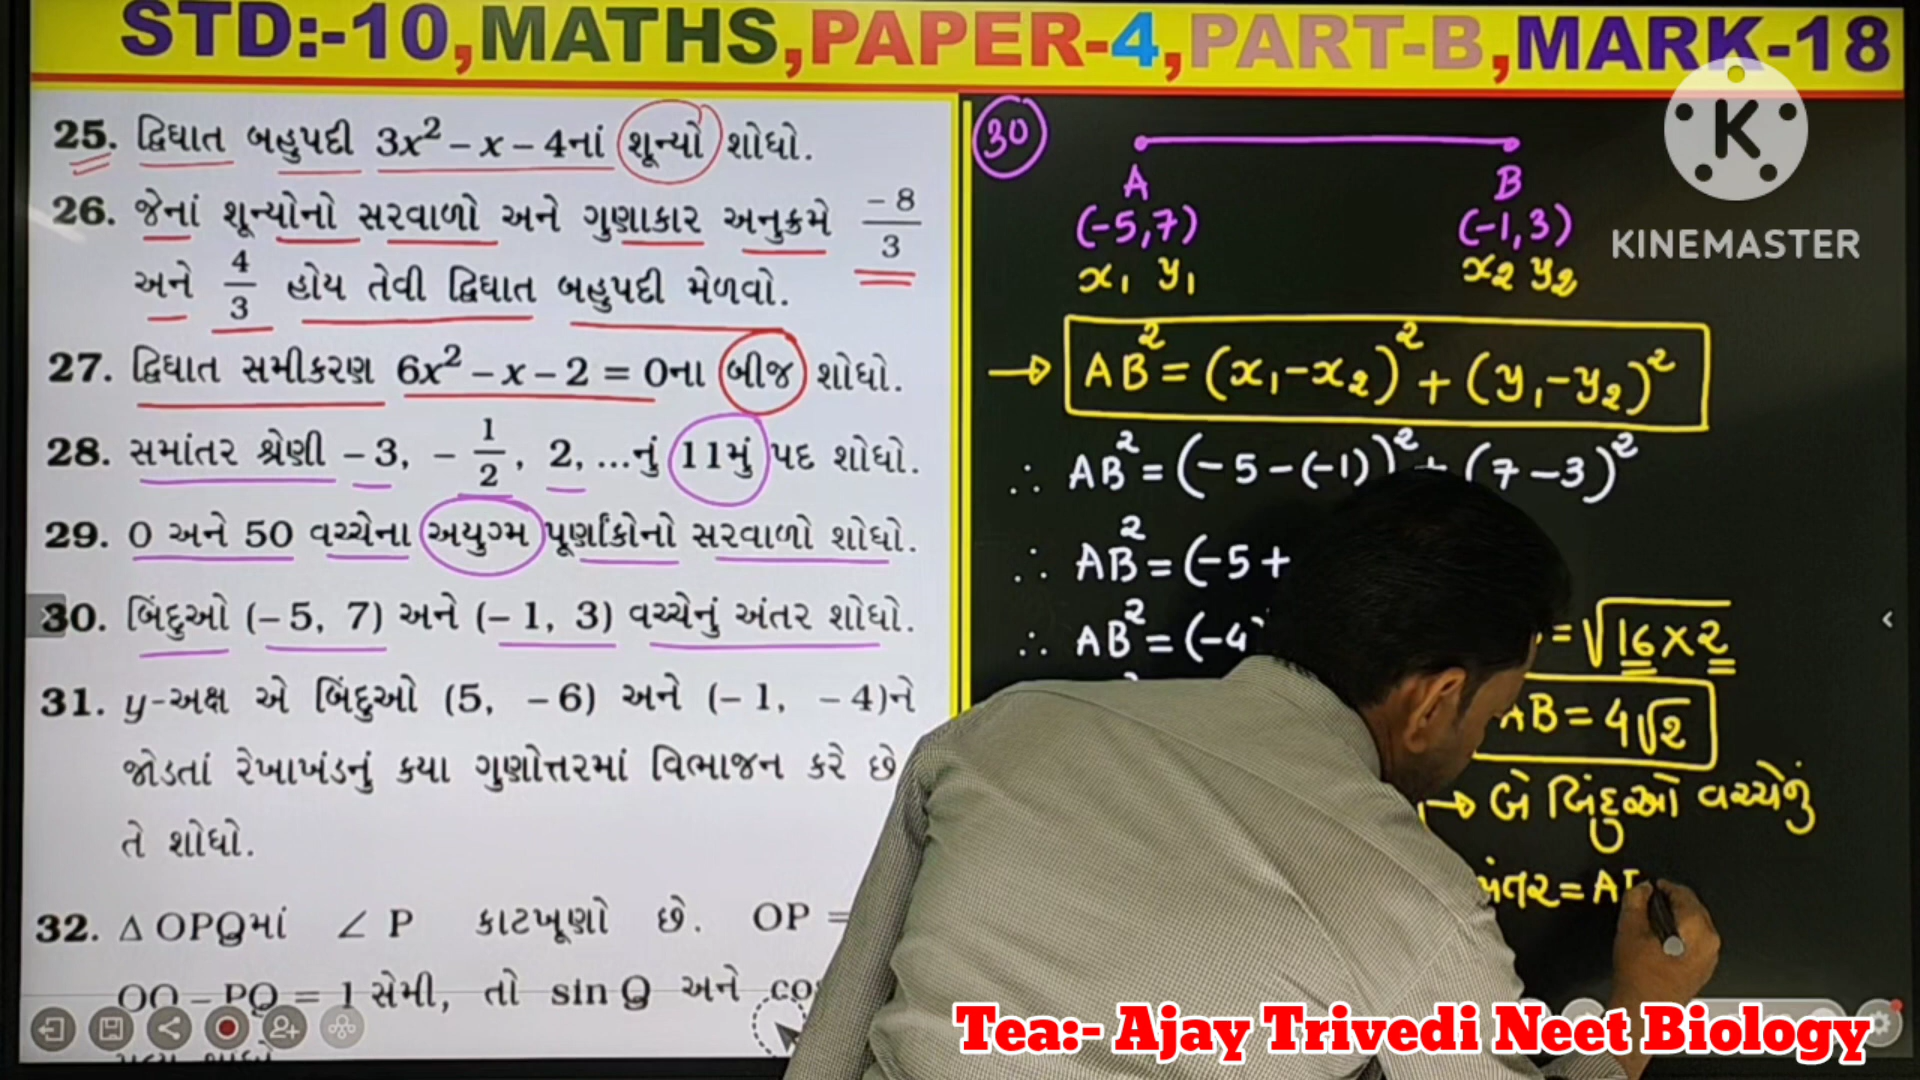 STD:-10,MATHS,PAPER-4,PART-B,MARK-18
25. દ્વિઘાત બહુપદી 3x² – x – 4નાં શૂન્યો શોધો.
26. જેનાં શૂન્યોનો સરવાળો અને ગુણાકાર અનુક્રમે –8/3
અને 4/3 હોય તેવી દ્વિઘાત બહુપદી મેળવો.
27. દ્વિઘાત સમીકરણ 6x² – x – 2 = 0ના બીજ શોધો.
28. સમાંતર શ્રેણી – 3, – 1/2, 2, ...નું 11મું પદ શોધો.
29. 0 અને 50 વચ્ચેના અયુગ્મ પૂર્ણાંકોનો સરવાળો શોધો.
30. બિંદુઓ (– 5, 7) અને (– 1, 3) વચ્ચેનું અંતર શોધો.
31. y-અક્ષ એ બિંદુઓ (5, – 6) અને (– 1, – 4)ને
જોડતાં રેખાખંડનું કયા ગુણોત્તરમાં વિભાજન કરે છે
તે શોધો.
32. Δ OPQમાં ∠ P કાટખૂણો છે. OP =
OQ – PQ = 1 સેમી, તો sin Q અને
30
A B
(-5,7) (-1,3)
x₁ y₁ x₂ y₂
→ AB² = (x₁-x₂)² + (y₁-y₂)²
∴ AB² = (-5-(-1))² + (7-3)²
∴ AB² = (-5+
∴ AB² = (-4)
= √16×2
AB = 4√2
→ બે બિંદુઓ વચ્ચેનું
અંતર = A
K
KINEMASTER
Tea:- Ajay Trivedi Neet Biology